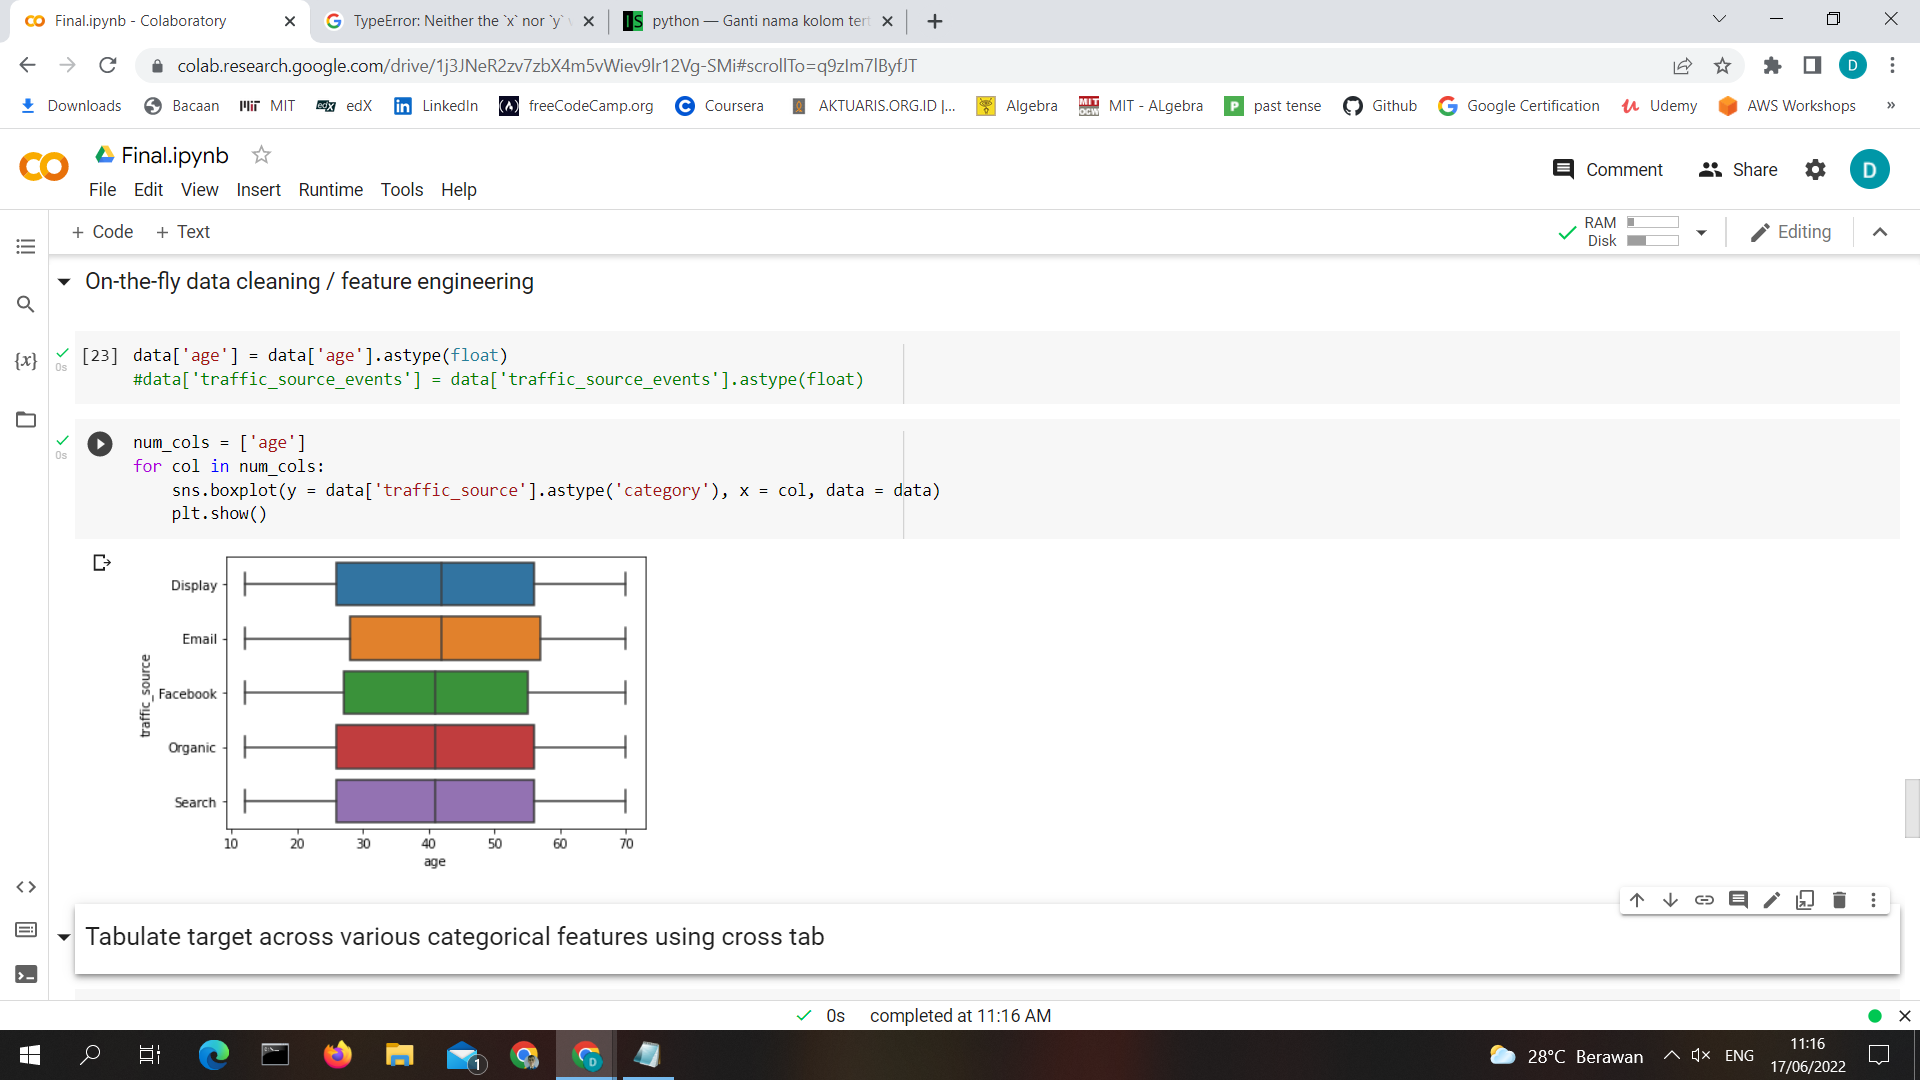 Final.ipynb - Colaboratory
TypeError: Neither the `x` nor `y`
python — Ganti nama kolom tert
colab.research.google.com/drive/1j3JNeR2zv7zbX4m5vWiev9lr12Vg-SMi#scrollTo=q9zIm7lByfJT
D
Downloads
Bacaan
MIT
edX
LinkedIn
freeCodeCamp.org
Coursera
AKTUARIS.ORG.ID |...
Algebra
MIT - ALgebra
past tense
Github
Google Certification
Udemy
AWS Workshops
»
Final.ipynb
File Edit View Insert Runtime Tools Help
Comment
Share
D
+ Code + Text
RAM
Disk
Editing
On-the-fly data cleaning / feature engineering
{x}
0s
[23] data['age'] = data['age'].astype(float)
#data['traffic_source_events'] = data['traffic_source_events'].astype(float)
0s
num_cols = ['age']
for col in num_cols:
sns.boxplot(y = data['traffic_source'].astype('category'), x = col, data = data)
plt.show()
traffic_source
Display
Email
Facebook
Organic
Search
10 20 30 40 50 60 70
age
Tabulate target across various categorical features using cross tab
0s completed at 11:16 AM
1
D
28°C Berawan
ENG
11:16
17/06/2022